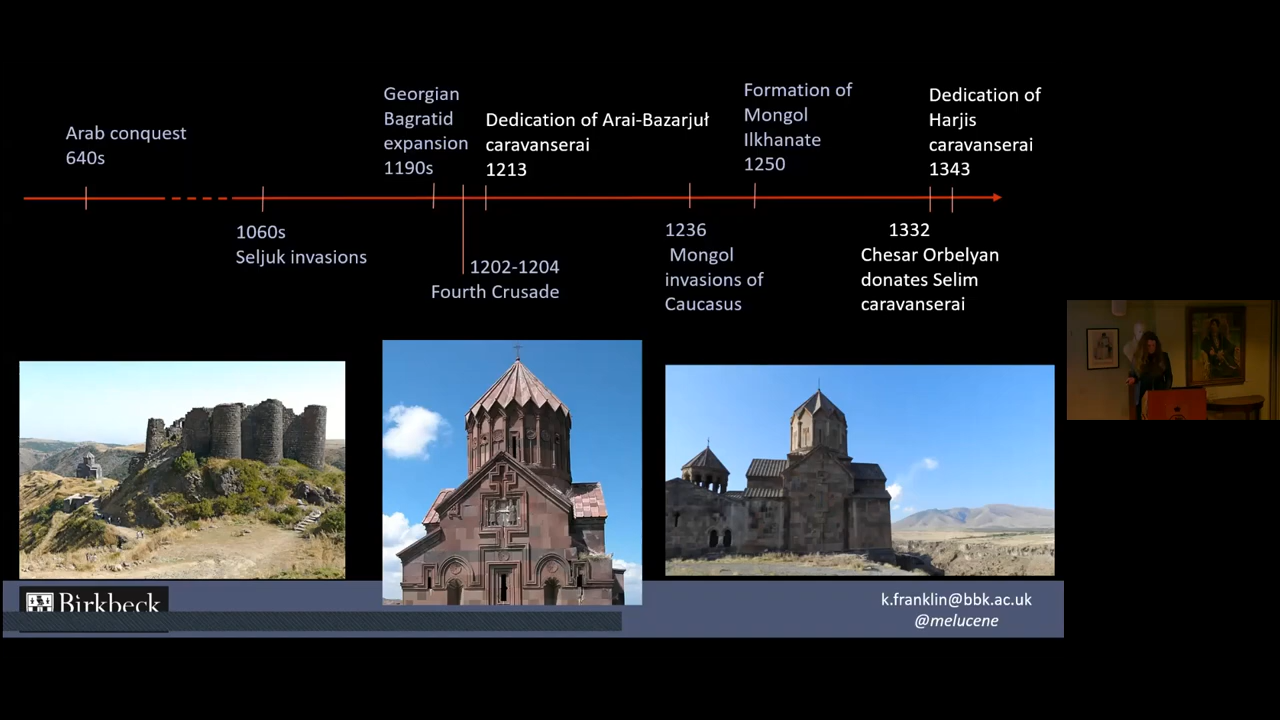 Arab conquest
640s
Georgian
Bagratid
expansion
1190s
Dedication of Arai-Bazarjuł
caravanserai
1213
Formation of
Mongol
Ilkhanate
1250
Dedication of
Harjis
caravanserai
1343
1060s
Seljuk invasions
1202-1204
Fourth Crusade
1236
Mongol
invasions of
Caucasus
1332
Chesar Orbelyan
donates Selim
caravanserai
Birkbeck
k.franklin@bbk.ac.uk
@melucene